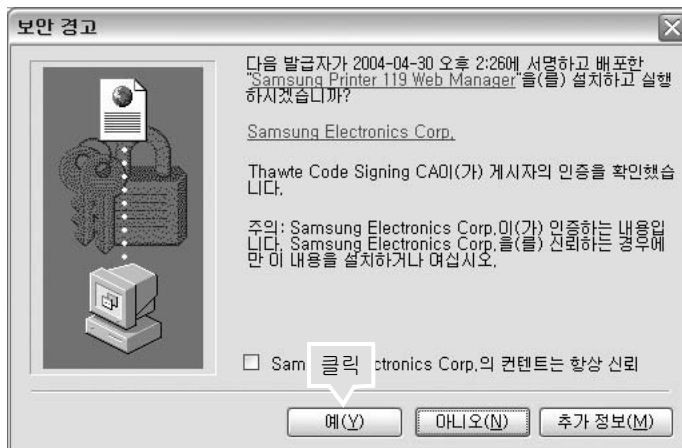 보안 경고
다음 발급자가 2004-04-30 오후 2:26에 서명하고 배포한
"Samsung Printer 119 Web Manager"을(를) 설치하고 실행
하시겠습니까?
Samsung Electronics Corp.
Thawte Code Signing CA이(가) 게시자의 인증을 확인했습
니다.
주의: Samsung Electronics Corp.이(가) 인증하는 내용입
니다. Samsung Electronics Corp.을(를) 신뢰하는 경우에
만 이 내용을 설치하거나 여십시오.
Sam ctronics Corp.의 컨텐트는 항상 신뢰
클릭
예(Y) 아니오(N) 추가 정보(M)